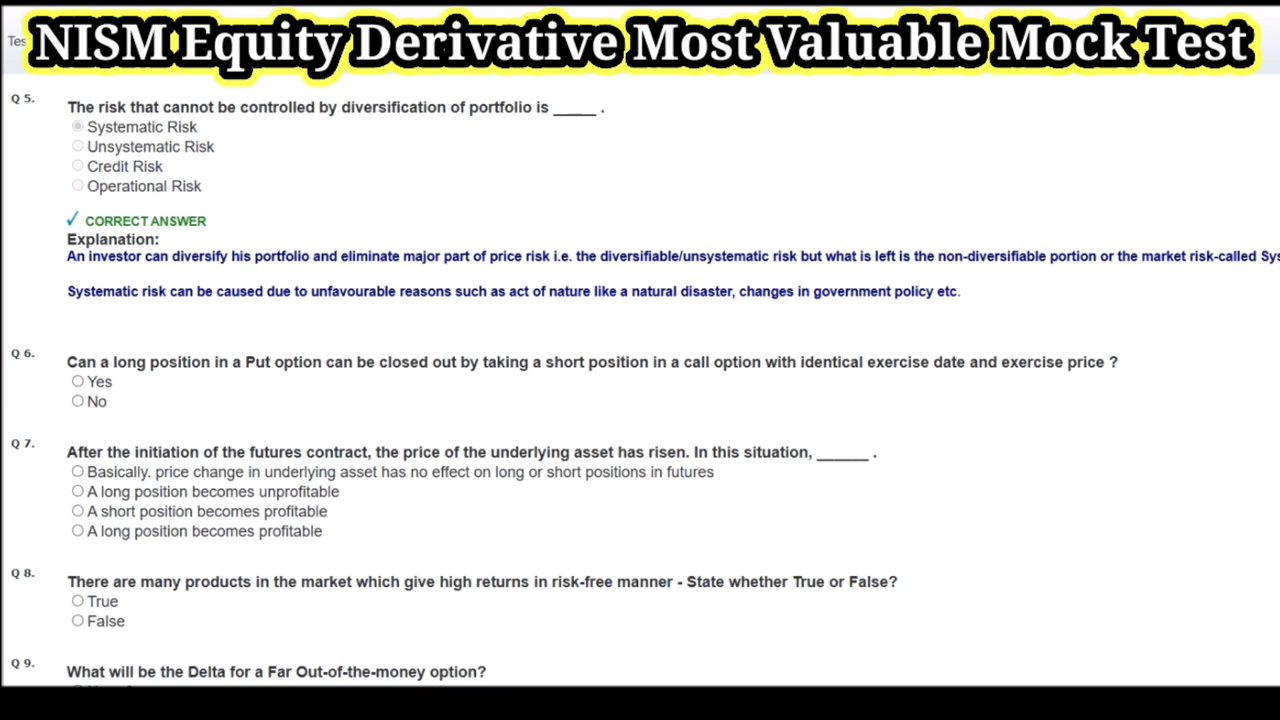 NISM Equity Derivative Most Valuable Mock Test
Q 5.
The risk that cannot be controlled by diversification of portfolio is _____ .
Systematic Risk
Unsystematic Risk
Credit Risk
Operational Risk
✓ CORRECT ANSWER
Explanation:
An investor can diversify his portfolio and eliminate major part of price risk i.e. the diversifiable/unsystematic risk but what is left is the non-diversifiable portion or the market risk-called
Systematic risk can be caused due to unfavourable reasons such as act of nature like a natural disaster, changes in government policy etc.
Q 6.
Can a long position in a Put option can be closed out by taking a short position in a call option with identical exercise date and exercise price ?
Yes
No
Q 7.
After the initiation of the futures contract, the price of the underlying asset has risen. In this situation, ______ .
Basically. price change in underlying asset has no effect on long or short positions in futures
A long position becomes unprofitable
A short position becomes profitable
A long position becomes profitable
Q 8.
There are many products in the market which give high returns in risk-free manner - State whether True or False?
True
False
Q 9.
What will be the Delta for a Far Out-of-the-money option?